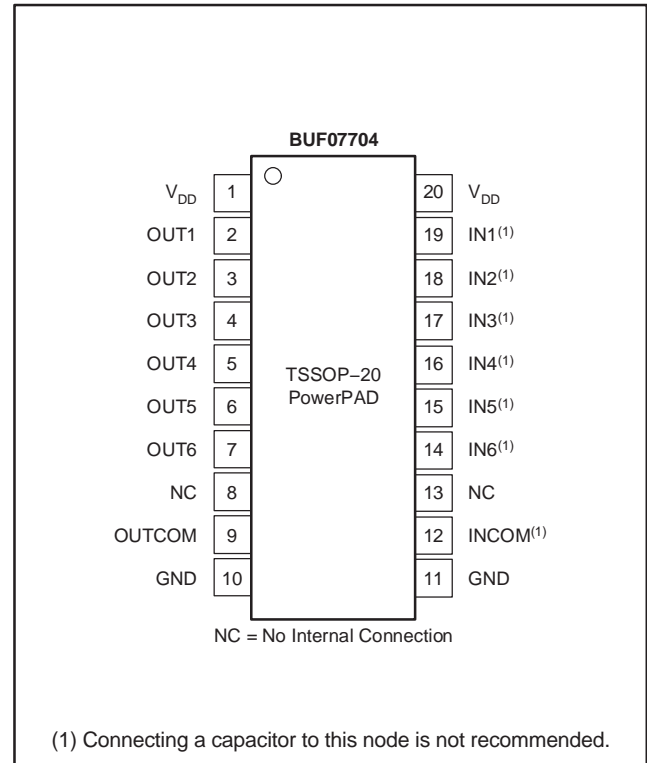 BUF07704
V_DD 1 20 V_DD
OUT1 2 19 IN1(1)
OUT2 3 18 IN2(1)
OUT3 4 17 IN3(1)
OUT4 5 16 IN4(1)
TSSOP−20
PowerPAD
OUT5 6 15 IN5(1)
OUT6 7 14 IN6(1)
NC 8 13 NC
OUTCOM 9 12 INCOM(1)
GND 10 11 GND
NC = No Internal Connection
(1) Connecting a capacitor to this node is not recommended.